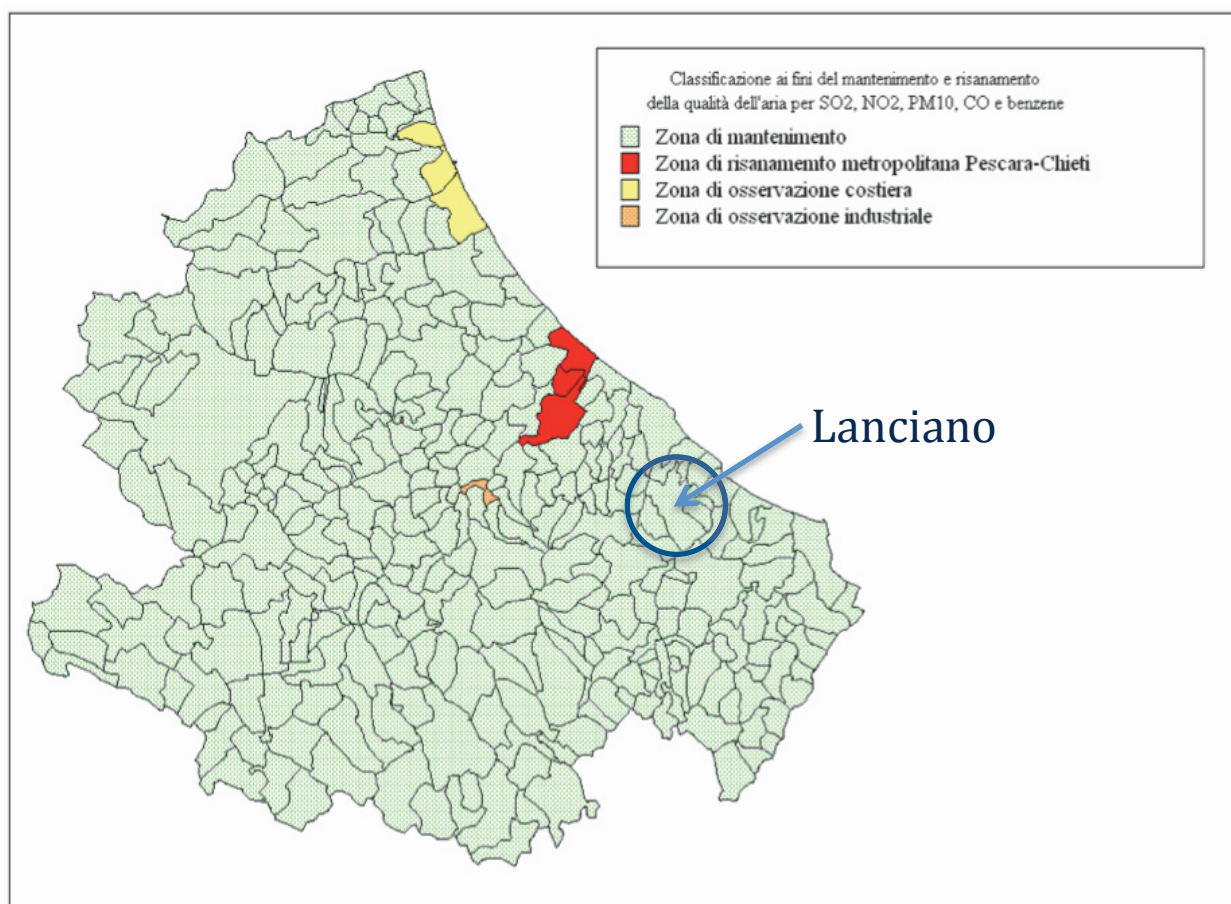 Classificazione ai fini del mantenimento e risanamento
della qualità dell'aria per SO2, NO2, PM10, CO e benzene
Zona di mantenimento
Zona di risanamento metropolitana Pescara-Chieti
Zona di osservazione costiera
Zona di osservazione industriale
Lanciano